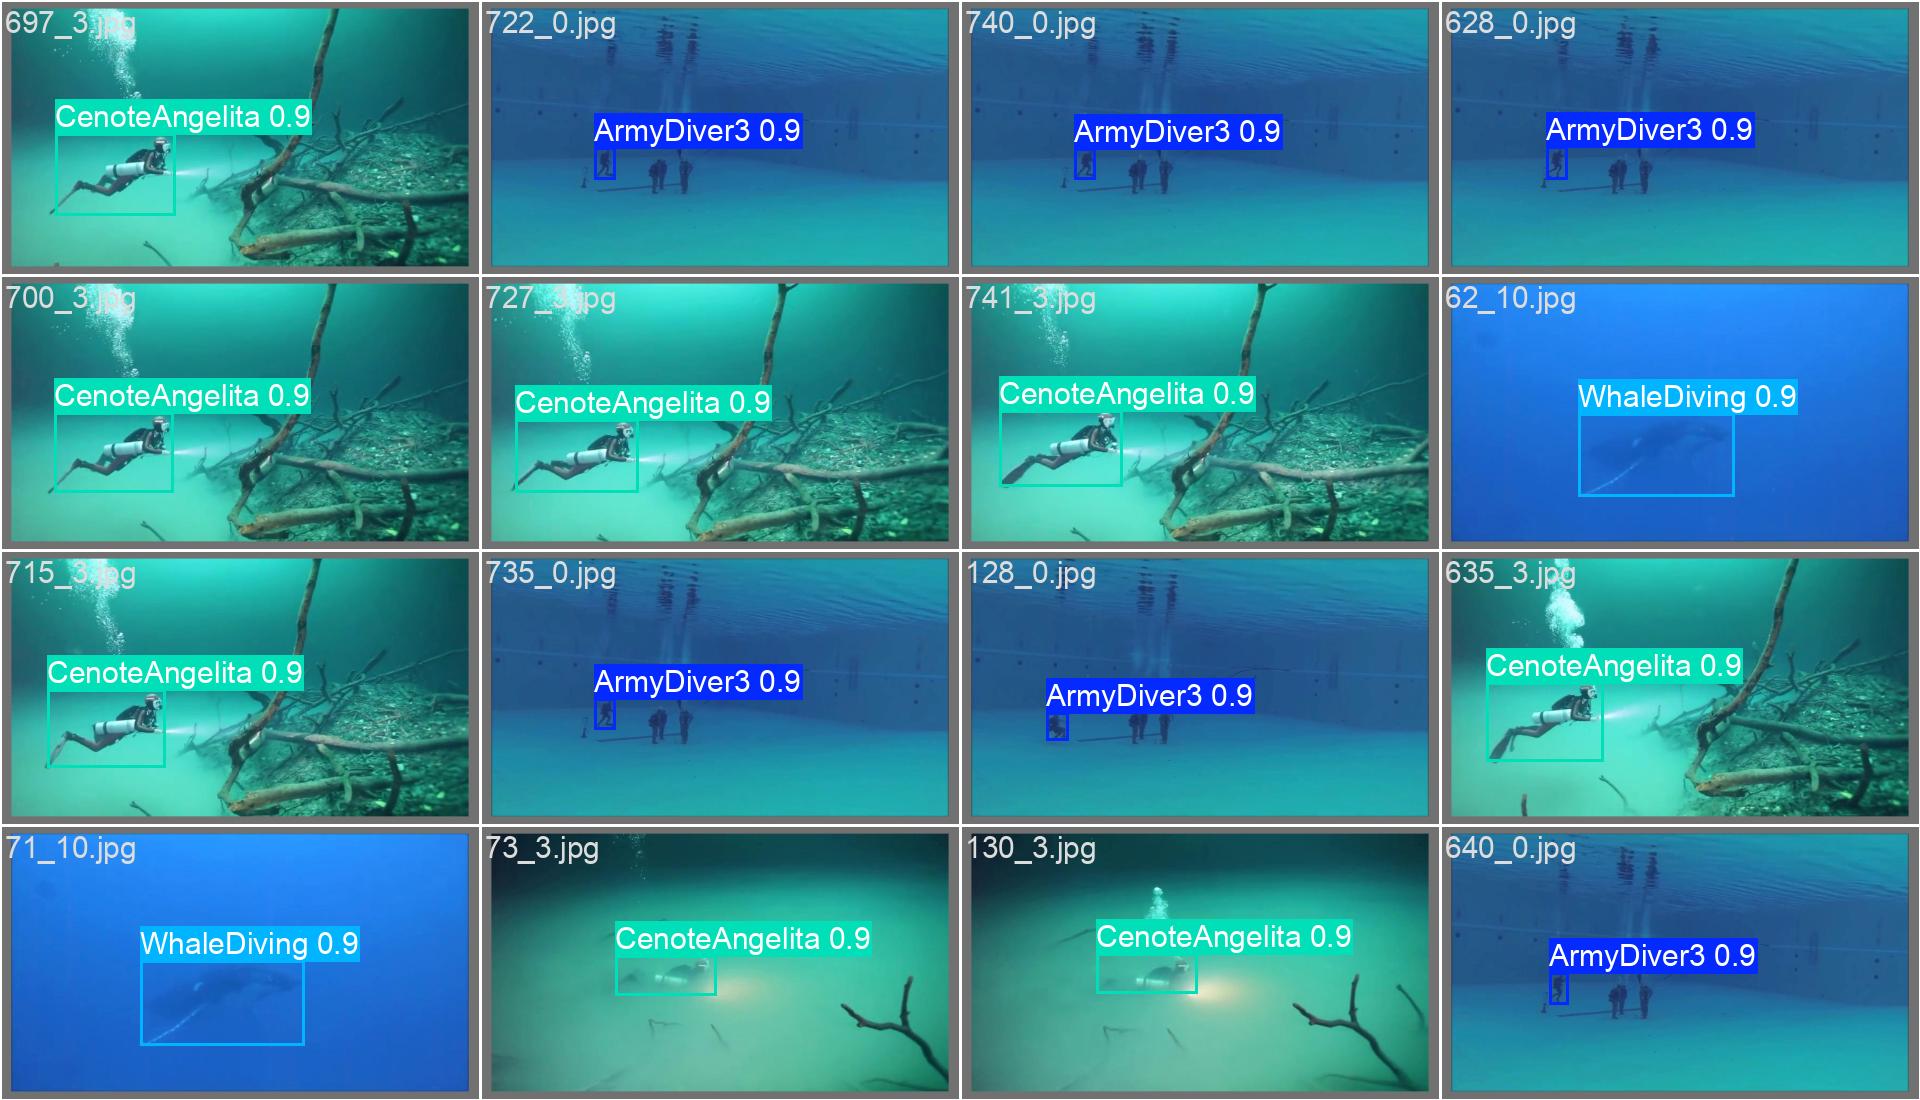 697_3.jpg
CenoteAngelita 0.9
722_0.jpg
ArmyDiver3 0.9
740_0.jpg
ArmyDiver3 0.9
628_0.jpg
ArmyDiver3 0.9
700_3.jpg
CenoteAngelita 0.9
727_3.jpg
CenoteAngelita 0.9
741_3.jpg
CenoteAngelita 0.9
62_10.jpg
WhaleDiving 0.9
715_3.jpg
CenoteAngelita 0.9
735_0.jpg
ArmyDiver3 0.9
128_0.jpg
ArmyDiver3 0.9
635_3.jpg
CenoteAngelita 0.9
71_10.jpg
WhaleDiving 0.9
73_3.jpg
CenoteAngelita 0.9
130_3.jpg
CenoteAngelita 0.9
640_0.jpg
ArmyDiver3 0.9